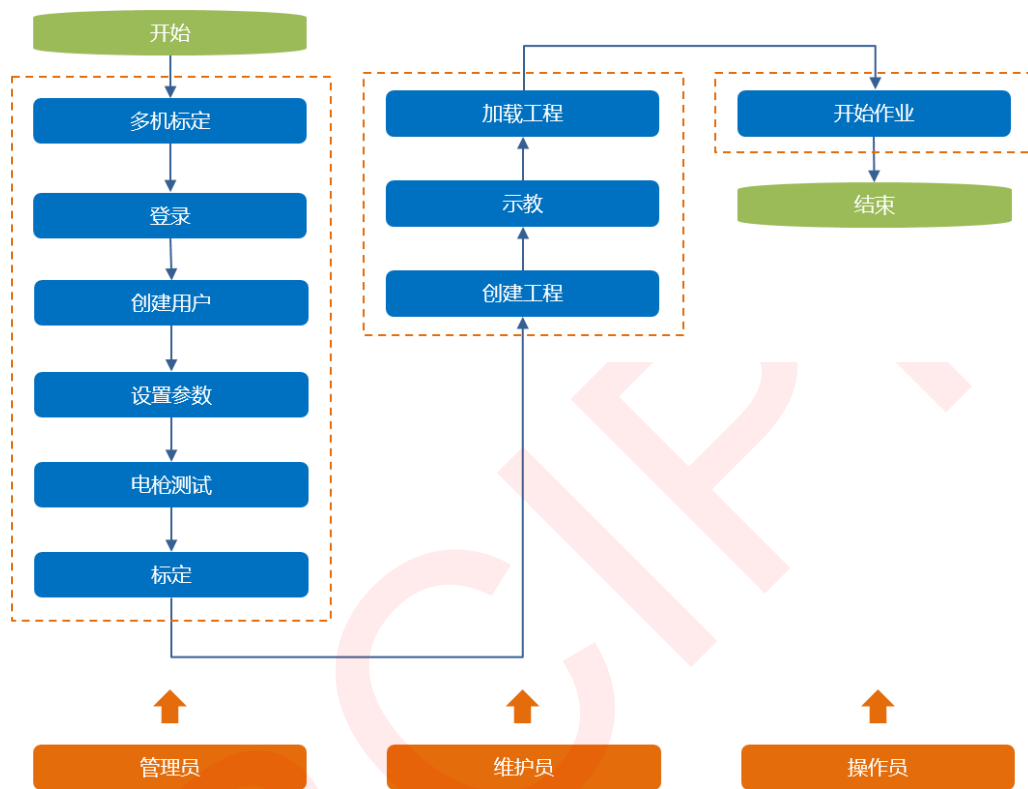 开始
多机标定
登录
创建用户
设置参数
电枪测试
标定
加载工程
示教
创建工程
开始作业
结束
管理员
维护员
操作员